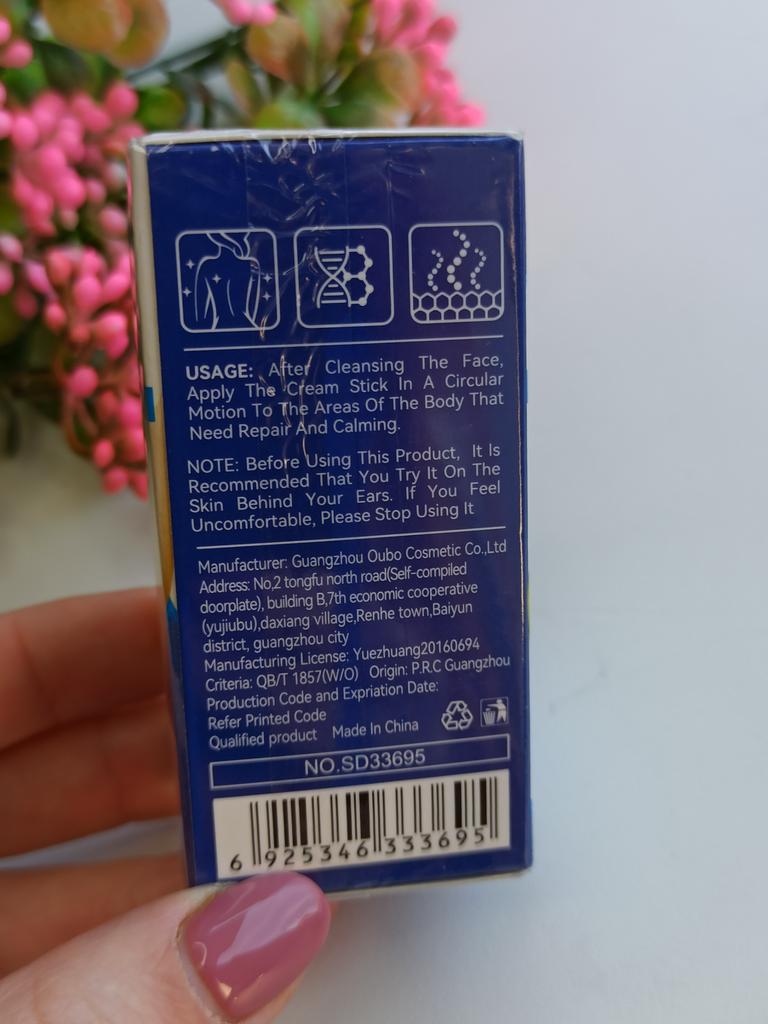 USAGE: After Cleansing The Face,
Apply The Cream Stick In A Circular
Motion To The Areas Of The Body That
Need Repair And Calming.
NOTE: Before Using This Product, It Is
Recommended That You Try It On The
Skin Behind Your Ears. If You Feel
Uncomfortable, Please Stop Using It
Manufacturer: Guangzhou Oubo Cosmetic Co.,Ltd
Address: No,2 tongfu north road(Self-compiled
doorplate), building B,7th economic cooperative
(yujiubu),daxiang village,Renhe town,Baiyun
district, guangzhou city
Manufacturing License: Yuezhuang20160694
Criteria: QB/T 1857(W/O) Origin: P.R.C Guangzhou
Production Code and Expriation Date:
Refer Printed Code
Qualified product Made In China
NO.SD33695
6 925346 333695